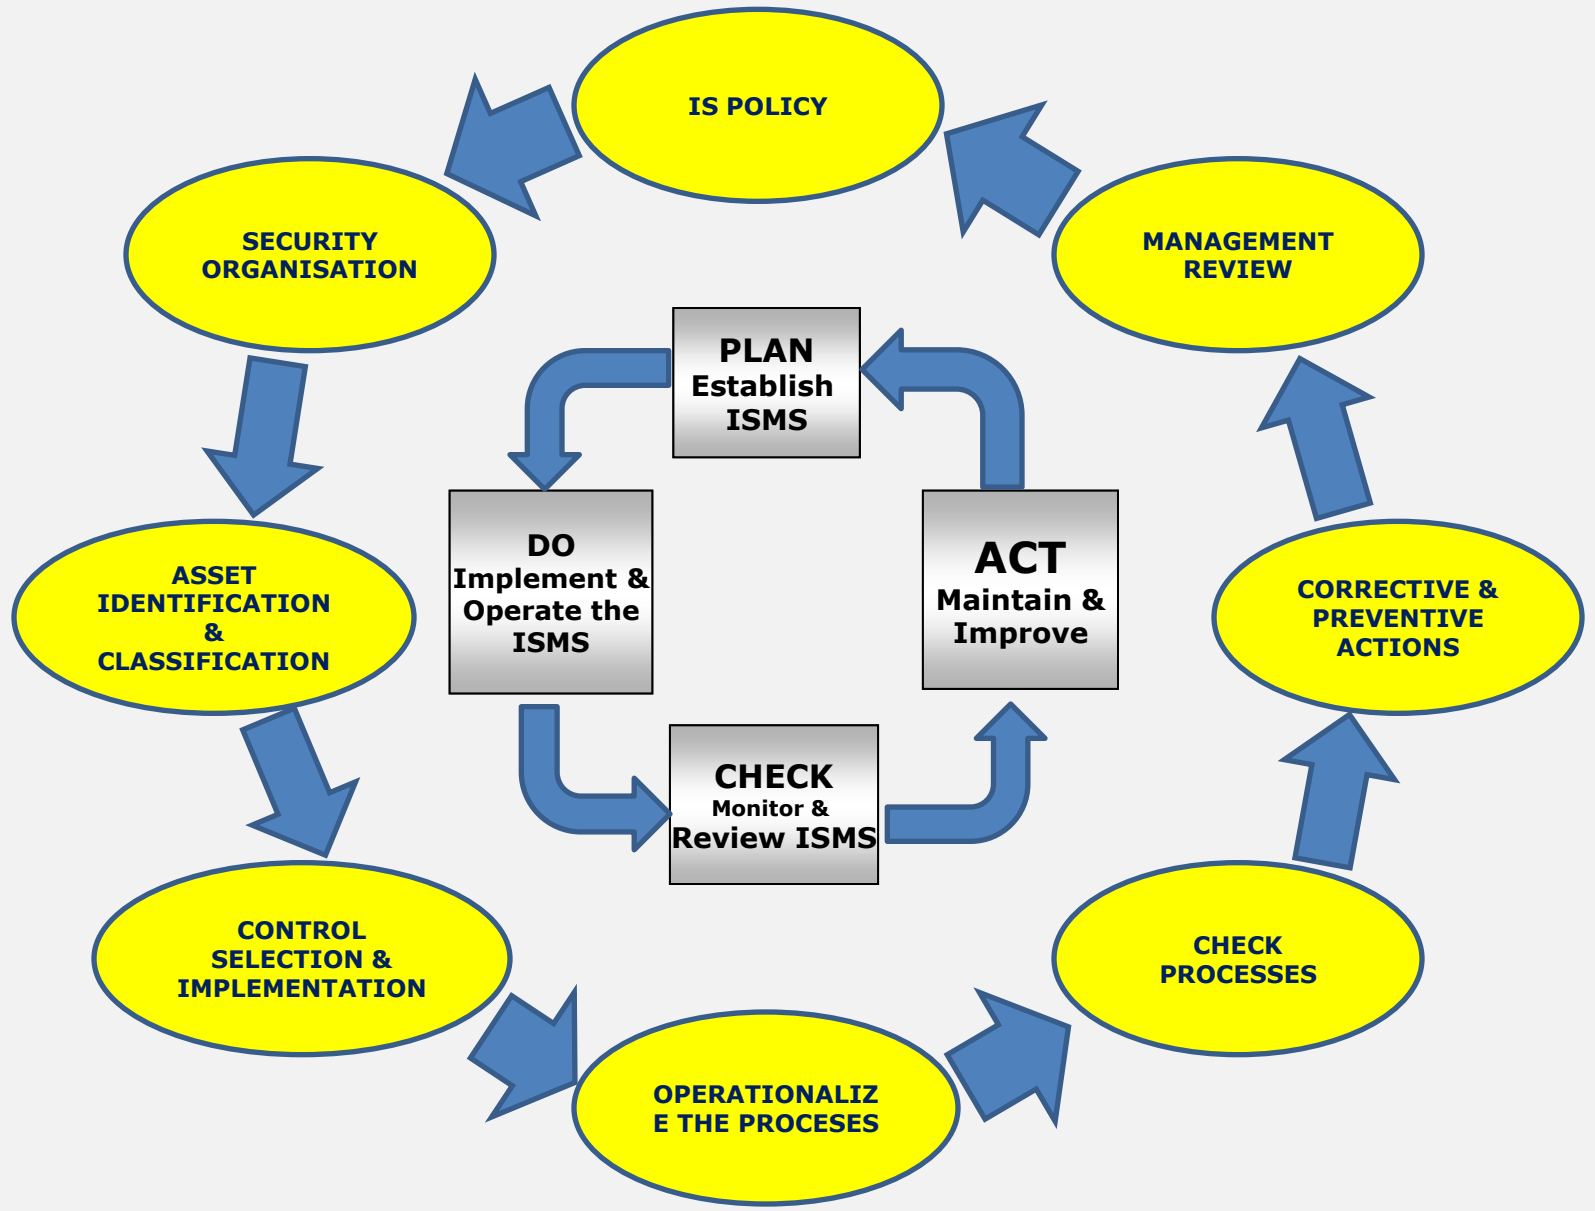 IS POLICY
SECURITY
ORGANISATION
MANAGEMENT
REVIEW
PLAN
Establish
ISMS
DO
Implement &
Operate the
ISMS
ACT
Maintain &
Improve
ASSET
IDENTIFICATION
&
CLASSIFICATION
CORRECTIVE &
PREVENTIVE
ACTIONS
CHECK
Monitor &
Review ISMS
CONTROL
SELECTION &
IMPLEMENTATION
CHECK
PROCESSES
OPERATIONALIZ
E THE PROCESES